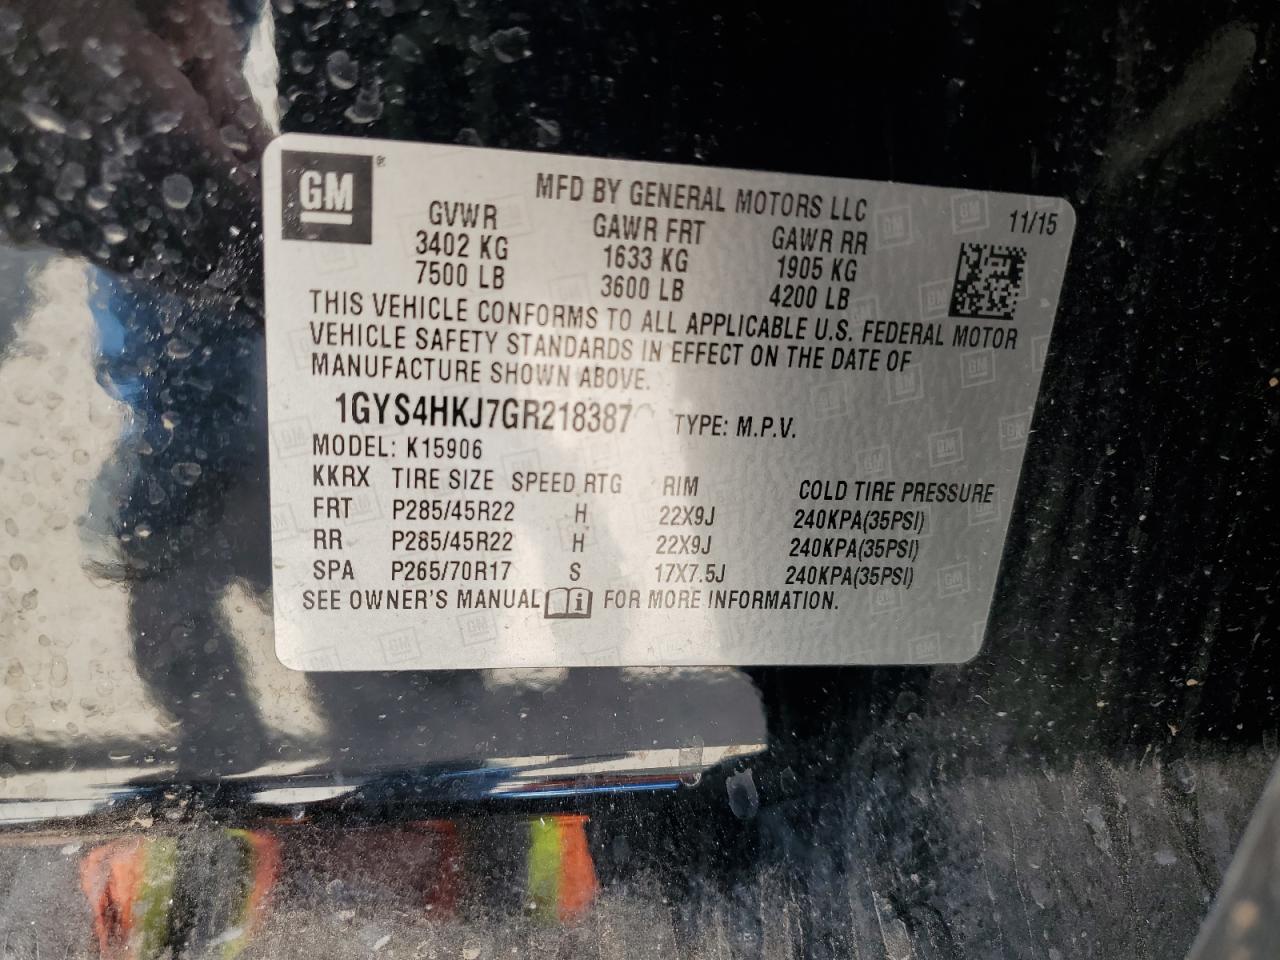 GM®
MFD BY GENERAL MOTORS LLC
11/15
GVWR GAWR FRT GAWR RR
3402 KG 1633 KG 1905 KG
7500 LB 3600 LB 4200 LB
THIS VEHICLE CONFORMS TO ALL APPLICABLE U.S. FEDERAL MOTOR
VEHICLE SAFETY STANDARDS IN EFFECT ON THE DATE OF
MANUFACTURE SHOWN ABOVE.
1GYS4HKJ7GR218387 TYPE: M.P.V.
MODEL: K15906
KKRX TIRE SIZE SPEED RTG RIM COLD TIRE PRESSURE
FRT P285/45R22 H 22X9J 240KPA(35PSI)
RR P285/45R22 H 22X9J 240KPA(35PSI)
SPA P265/70R17 S 17X7.5J 240KPA(35PSI)
SEE OWNER'S MANUAL i FOR MORE INFORMATION.